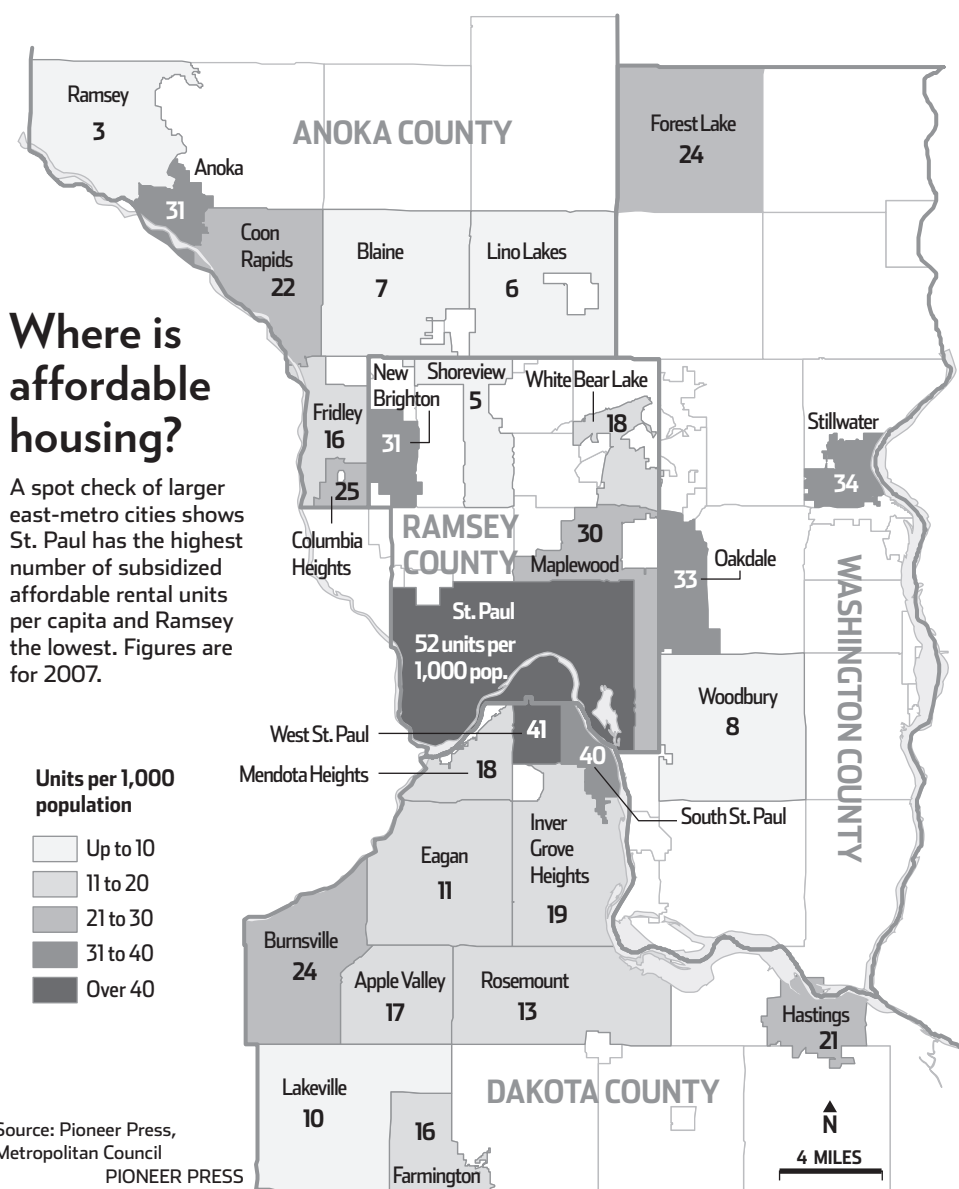 Where is
affordable
housing?
A spot check of larger
east-metro cities shows
St. Paul has the highest
number of subsidized
affordable rental units
per capita and Ramsey
the lowest. Figures are
for 2007.
Units per 1,000
population
Up to 10
11 to 20
21 to 30
31 to 40
Over 40
ANOKA COUNTY
Ramsey
3
Anoka
31
Coon
Rapids
22
Blaine
7
Lino Lakes
6
Forest Lake
24
Fridley
16
25
Columbia
Heights
New
Brighton
31
Shoreview
5
White Bear Lake
18
Stillwater
34
RAMSEY
COUNTY
30
Maplewood
33
Oakdale
St. Paul
52 units per
1,000 pop.
WASHINGTON COUNTY
Woodbury
8
West St. Paul
41
40
South St. Paul
Mendota Heights
18
Eagan
11
Inver
Grove
Heights
19
Burnsville
24
Apple Valley
17
Rosemount
13
Hastings
21
DAKOTA COUNTY
Lakeville
10
16
Farmington
N
4 MILES
Source: Pioneer Press,
Metropolitan Council
PIONEER PRESS